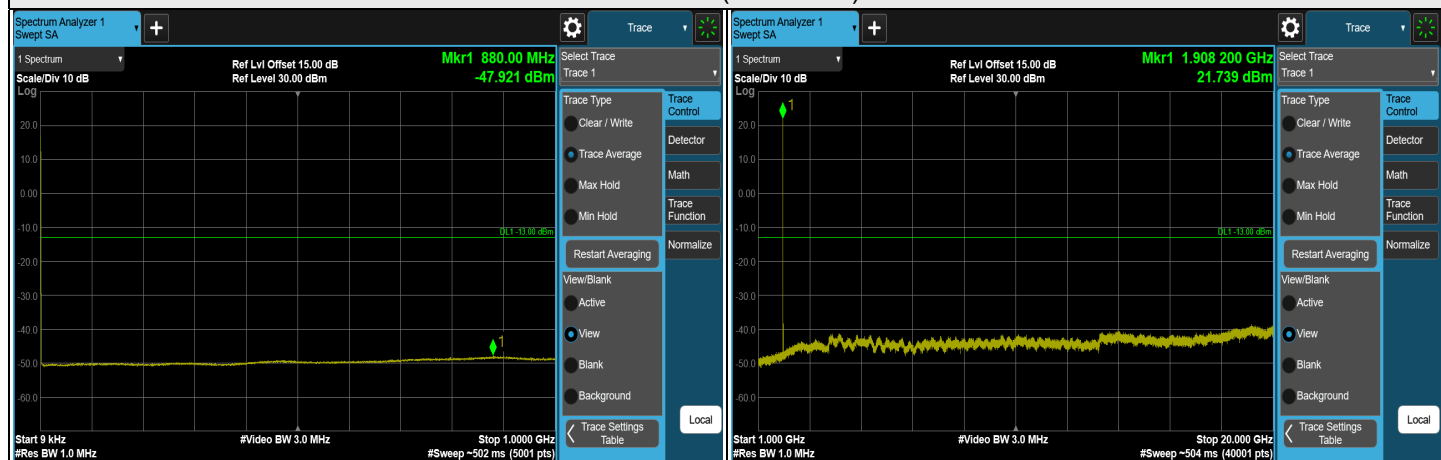 Spectrum Analyzer 1
Swept SA
+
Trace
1 Spectrum
Scale/Div 10 dB
Ref Lvl Offset 15.00 dB
Ref Level 30.00 dBm
Mkr1 880.00 MHz
-47.921 dBm
Select Trace
Trace 1
Log
20.0
10.0
0.00
-10.0
-20.0
-30.0
-40.0
-50.0
-60.0
DL1 -13.00 dBm
1
Trace Type
Clear / Write
Trace Average
Max Hold
Min Hold
Restart Averaging
View/Blank
Active
View
Blank
Background
Trace Settings
Table
Trace
Control
Detector
Math
Trace
Function
Normalize
Local
Start 9 kHz
#Res BW 1.0 MHz
#Video BW 3.0 MHz
Stop 1.0000 GHz
#Sweep ~502 ms (5001 pts)
Spectrum Analyzer 1
Swept SA
+
Trace
1 Spectrum
Scale/Div 10 dB
Ref Lvl Offset 15.00 dB
Ref Level 30.00 dBm
Mkr1 1.908 200 GHz
21.739 dBm
Select Trace
Trace 1
Log
20.0
10.0
0.00
-10.0
-20.0
-30.0
-40.0
-50.0
-60.0
DL1 -13.00 dBm
1
Trace Type
Clear / Write
Trace Average
Max Hold
Min Hold
Restart Averaging
View/Blank
Active
View
Blank
Background
Trace Settings
Table
Trace
Control
Detector
Math
Trace
Function
Normalize
Local
Start 1.000 GHz
#Res BW 1.0 MHz
#Video BW 3.0 MHz
Stop 20.000 GHz
#Sweep ~504 ms (40001 pts)